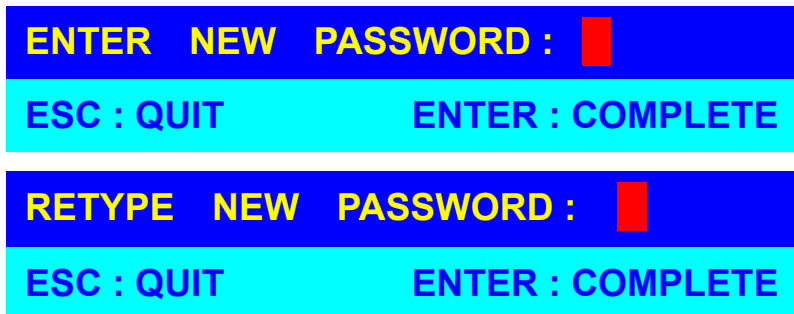 ENTER NEW PASSWORD :
ESC : QUIT ENTER : COMPLETE
RETYPE NEW PASSWORD :
ESC : QUIT ENTER : COMPLETE